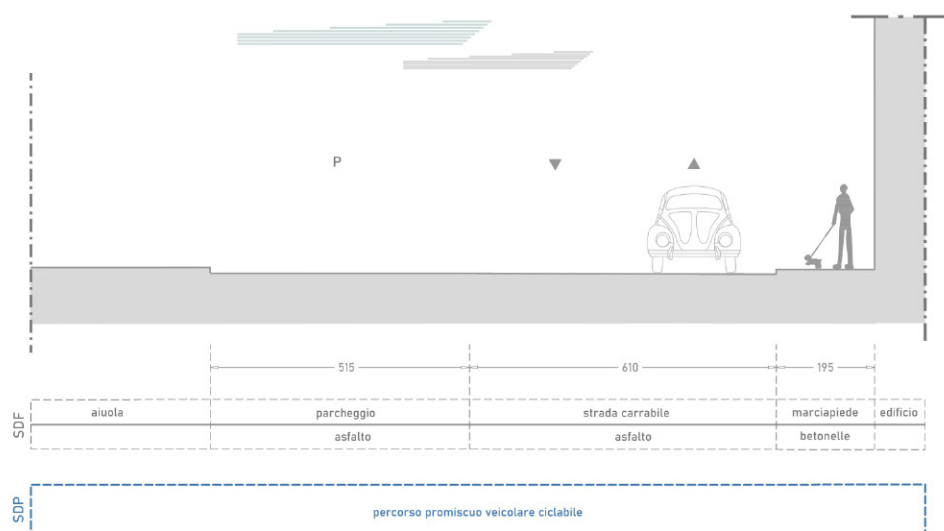 P
515
610
195
SDF
aiuola parcheggio strada carrabile marciapiede edificio
asfalto asfalto betonelle
SDP
percorso promiscuo veicolare ciclabile